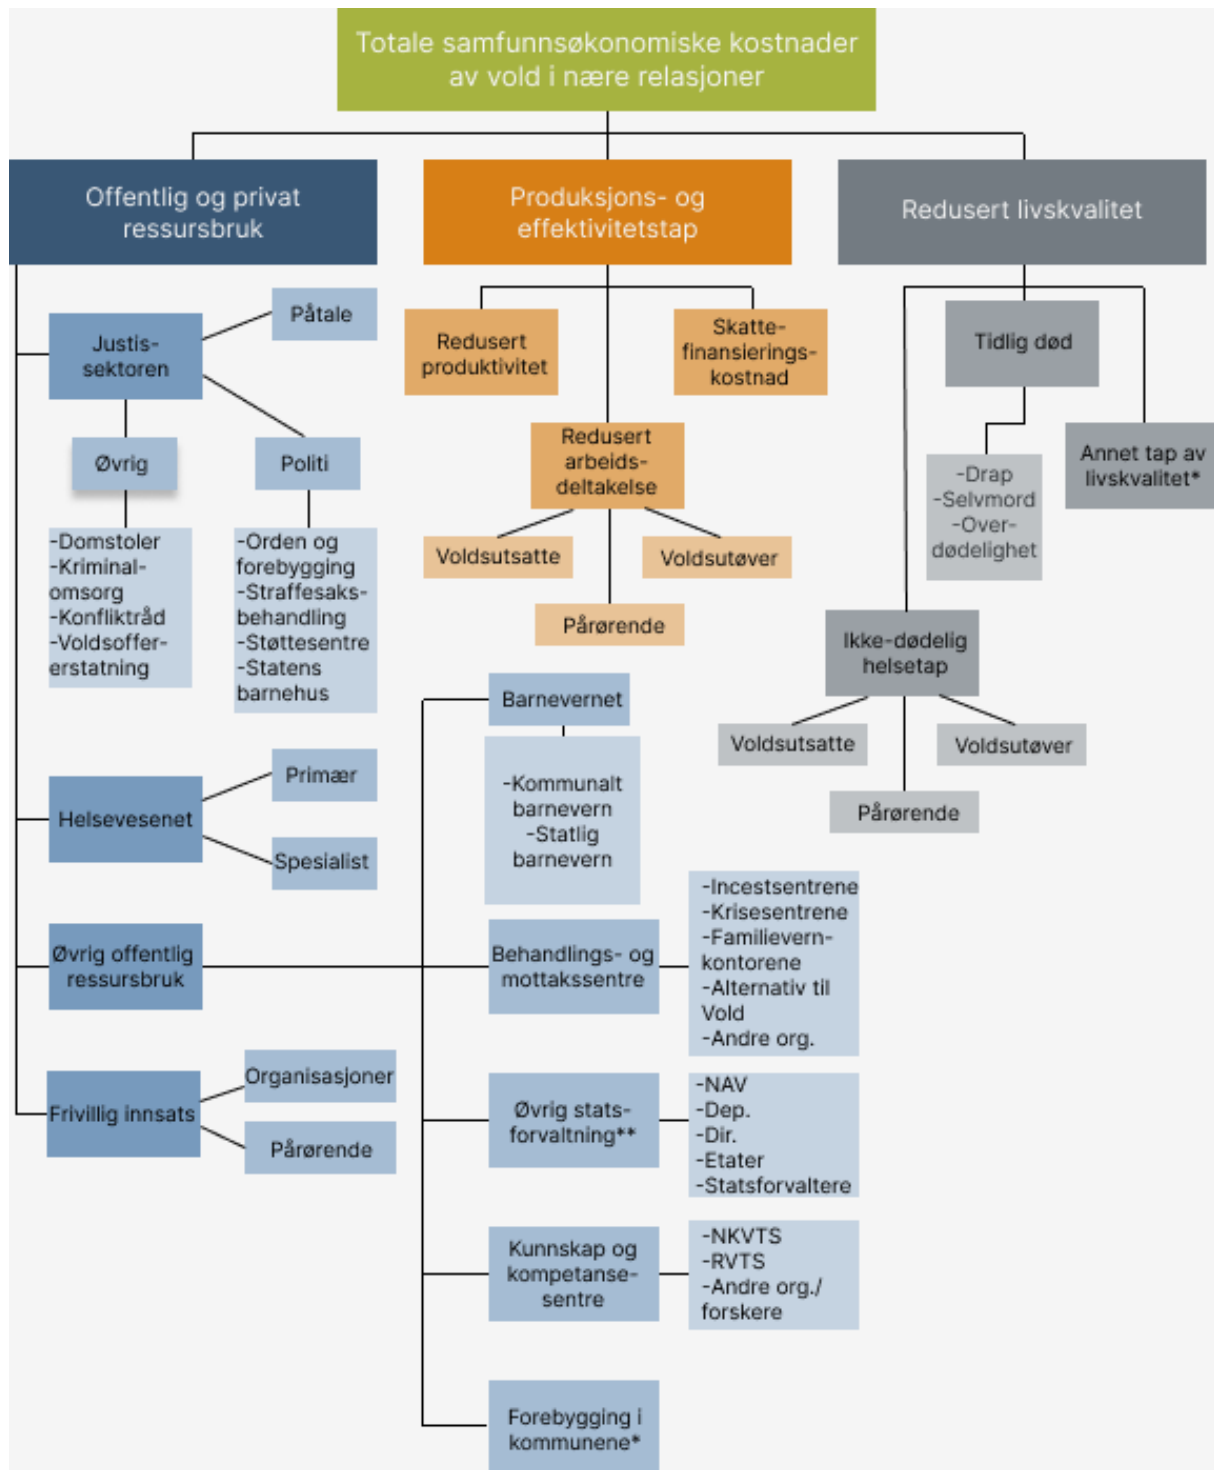 Totale samfunnsøkonomiske kostnader
av vold i nære relasjoner
Offentlig og privat
ressursbruk
Produksjons- og
effektivitetstap
Redusert livskvalitet
Justis-
sektoren
Påtale
Øvrig
Politi
-Domstoler
-Kriminal-
omsorg
-Konfliktråd
-Voldsoffer-
erstatning
-Orden og
forebygging
-Straffesaks-
behandling
-Støttesentre
-Statens
barnehus
Helsevesenet
Primær
Spesialist
Øvrig offentlig
ressursbruk
Frivillig innsats
Organisasjoner
Pårørende
Redusert
produktivitet
Skatte-
finansierings-
kostnad
Redusert
arbeids-
deltakelse
Voldsutsatte
Voldsutøver
Pårørende
Barnevernet
-Kommunalt
barnevern
-Statlig
barnevern
Behandlings- og
mottakssentre
-Incestsentrene
-Krisesentrene
-Familievern-
kontorene
-Alternativ til
Vold
-Andre org.
Øvrig stats-
forvaltning**
-NAV
-Dep.
-Dir.
-Etater
-Statsforvaltere
Kunnskap og
kompetanse-
sentre
-NKVTS
-RVTS
-Andre org./
forskere
Forebygging i
kommunene*
Tidlig død
-Drap
-Selvmord
-Over-
dødelighet
Annet tap av
livskvalitet*
Ikke-dødelig
helsetap
Voldsutsatte
Voldsutøver
Pårørende